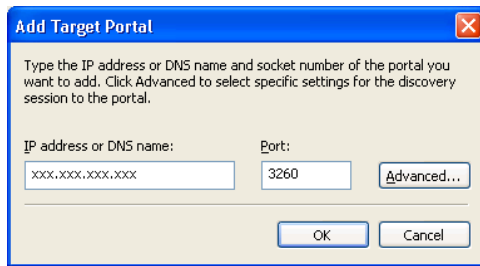 Add Target Portal
Type the IP address or DNS name and socket number of the portal you
want to add. Click Advanced to select specific settings for the discovery
session to the portal.
IP address or DNS name: Port:
xxx.xxx.xxx.xxx 3260 Advanced...
OK Cancel